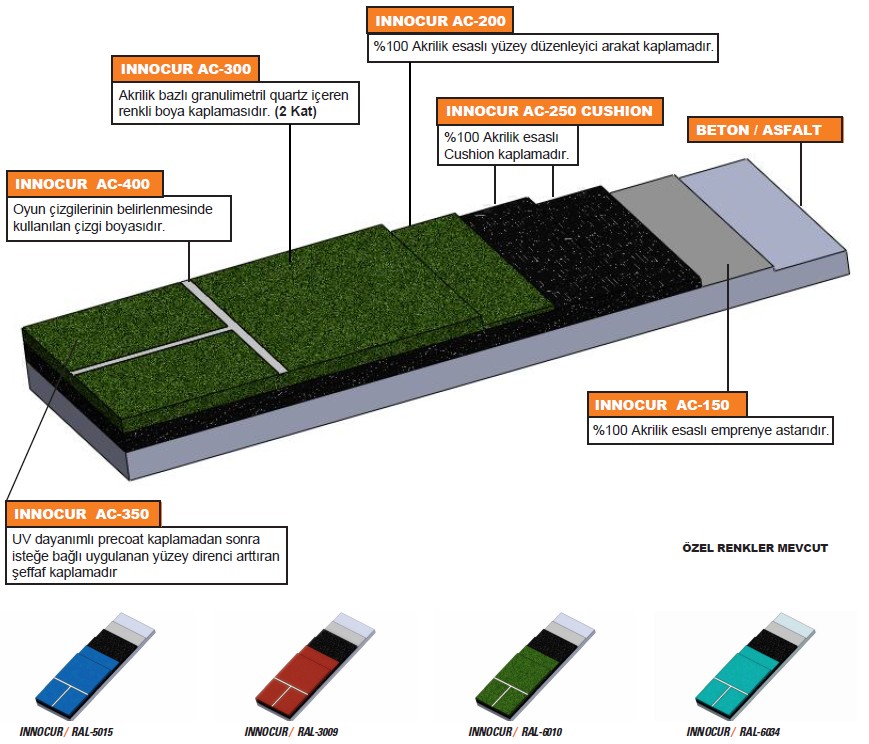 INNOCUR AC-200
%100 Akrilik esaslı yüzey düzenleyici arakat kaplamadır.
INNOCUR AC-300
Akrilik bazlı granulimetril quartz içeren
renkli boya kaplamasıdır. (2 Kat)
INNOCUR AC-250 CUSHION
%100 Akrilik esaslı
Cushion kaplamadır.
BETON / ASFALT
INNOCUR AC-400
Oyun çizgilerinin belirlenmesinde
kullanılan çizgi boyasıdır.
INNOCUR AC-150
%100 Akrilik esaslı emprenye astarıdır.
INNOCUR AC-350
UV dayanımlı precoat kaplamadan sonra
isteğe bağlı uygulanan yüzey direnci arttıran
şeffaf kaplamadır
ÖZEL RENKLER MEVCUT
INNOCUR / RAL-5015
INNOCUR / RAL-3009
INNOCUR / RAL-6010
INNOCUR / RAL-6034